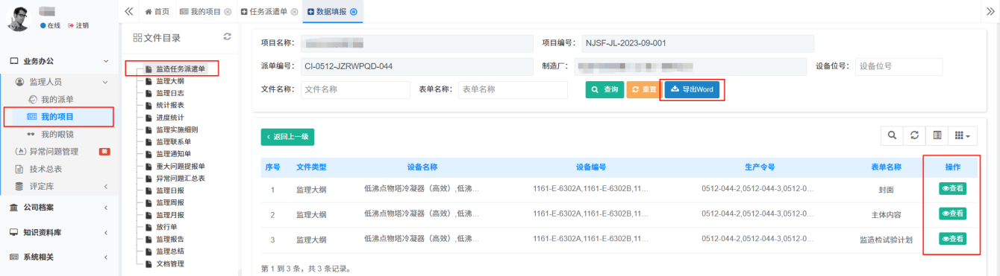 首页 我的项目 任务派遣单 数据填报
在线 注销
业务办公
监理人员
我的派单
我的项目
我的眼镜
异常问题管理 新
技术总表
评定库
公司档案
知识资料库
系统相关
文件目录
监造任务派遣单
监理大纲
监理日志
统计报表
进度统计
监理实施细则
监理联系单
监理通知单
重大问题提报单
异常问题汇总表
监理日报
监理周报
监理月报
放行单
监理报告
监理总结
文档管理
项目名称: 项目编号: NJSF-JL-2023-09-001
派单编号: CI-0512-JZRWPQD-044 制造厂: 设备位号: 设备位号
文件名称: 文件名称 表单名称: 表单名称 查询 重置 导出Word
返回上一级
序号 文件类型 设备名称 设备编号 生产令号 表单名称 操作
1 监理大纲 低沸点物塔冷凝器（高效）,低沸... 1161-E-6302A,1161-E-6302B,11... 0512-044-2,0512-044-3,0512-0... 封面 查看
2 监理大纲 低沸点物塔冷凝器（高效）,低沸... 1161-E-6302A,1161-E-6302B,11... 0512-044-2,0512-044-3,0512-0... 主体内容 查看
3 监理大纲 低沸点物塔冷凝器（高效）,低沸... 1161-E-6302A,1161-E-6302B,11... 0512-044-2,0512-044-3,0512-0... 监造检试验计划 查看
第 1 到 3 条，共 3 条记录。